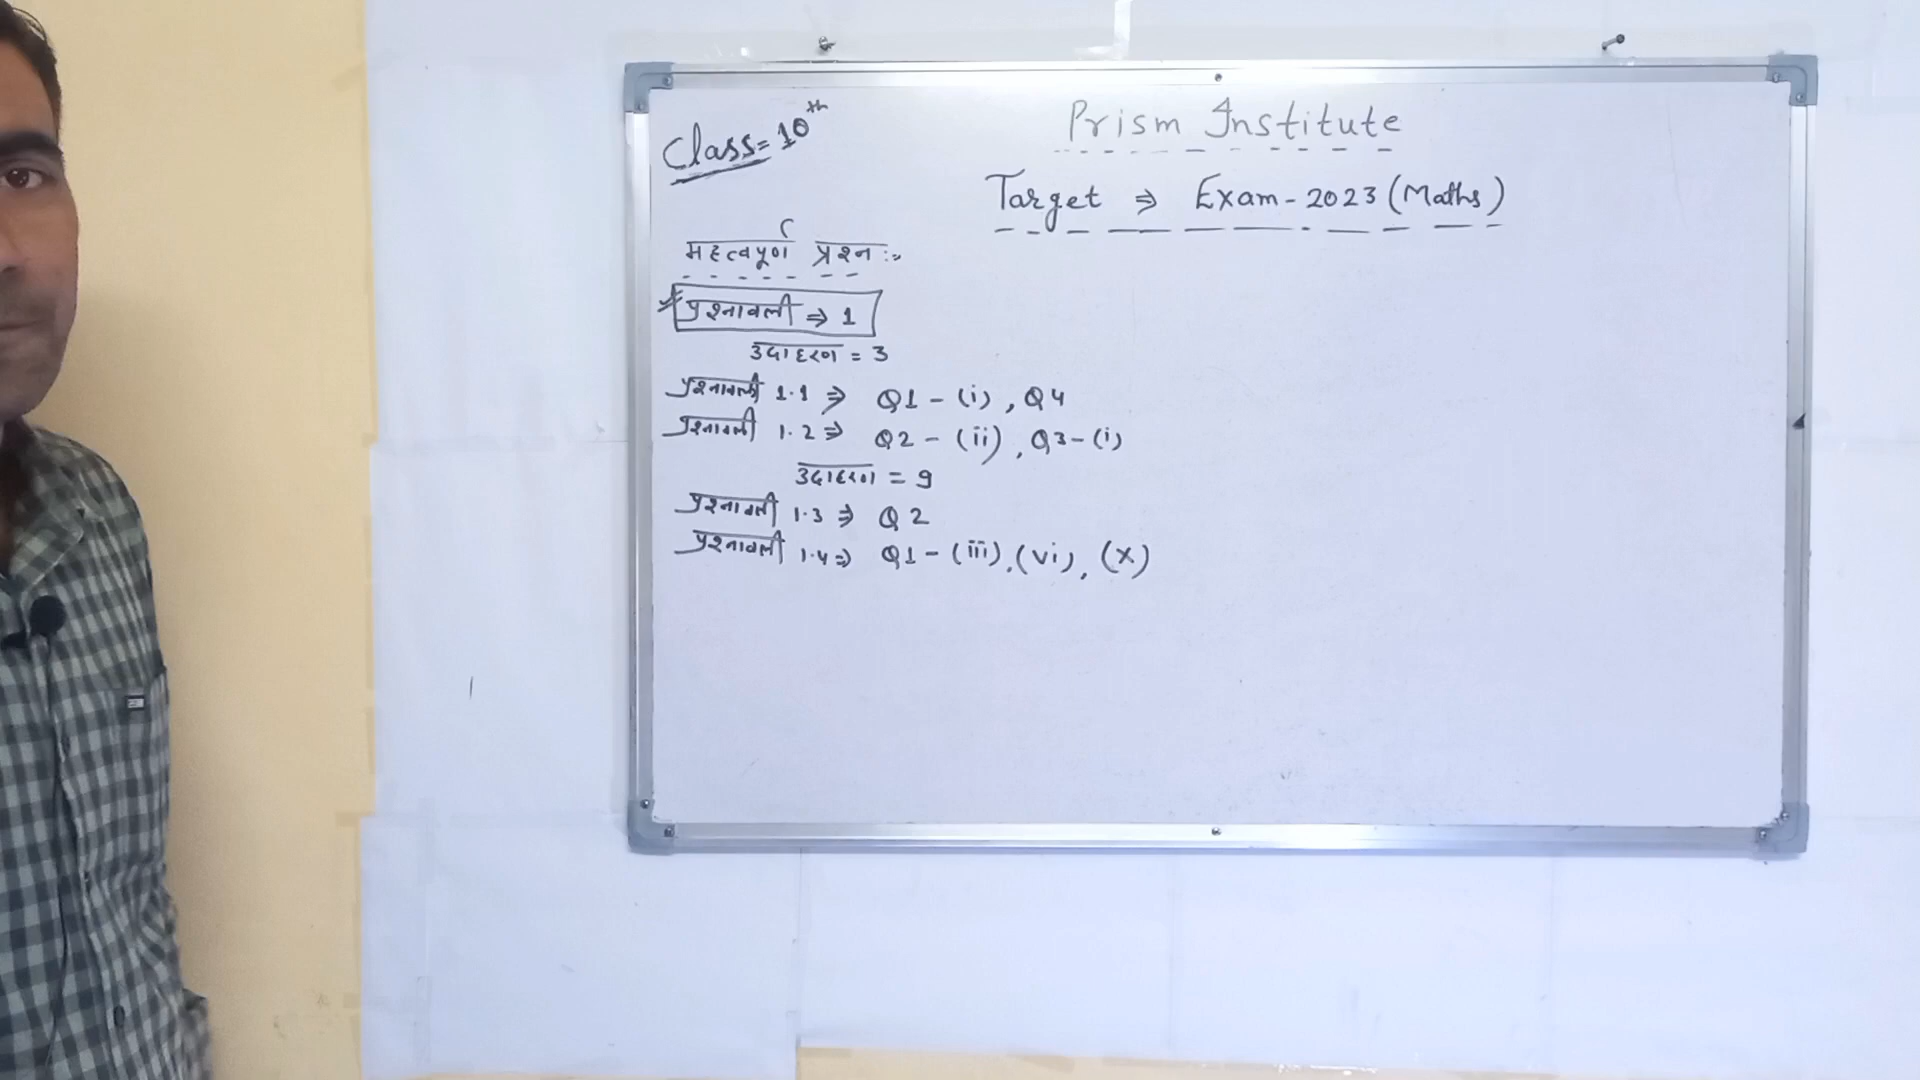 Class = 10th
Prism Institute
Target ⇒ Exam - 2023 (Maths)
महत्वपूर्ण प्रश्न :-
प्रश्नावली ⇒ 1
उदाहरण = 3
प्रश्नावली 1.1 ⇒ Q1 - (i) , Q4
प्रश्नावली 1.2 ⇒ Q2 - (ii) , Q3 - (i)
उदाहरण = 9
प्रश्नावली 1.3 ⇒ Q2
प्रश्नावली 1.4 ⇒ Q1 - (iii) , (vi) , (x)